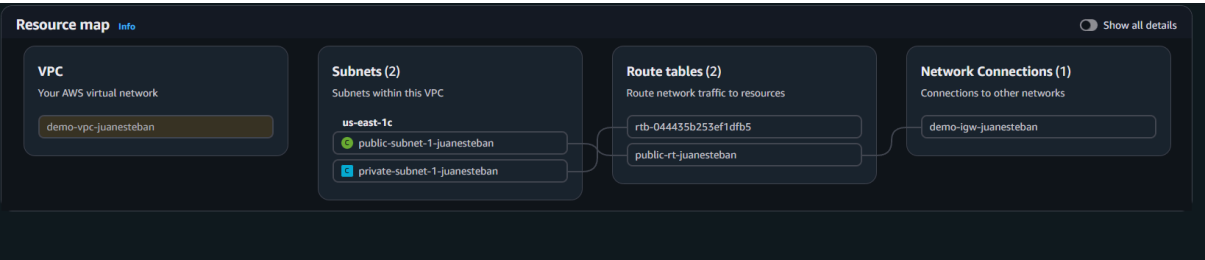 Resource map Info
Show all details
VPC
Your AWS virtual network
demo-vpc-juanesteban
Subnets (2)
Subnets within this VPC
us-east-1c
C public-subnet-1-juanesteban
C private-subnet-1-juanesteban
Route tables (2)
Route network traffic to resources
rtb-044435b253ef1dfb5
public-rt-juanesteban
Network Connections (1)
Connections to other networks
demo-igw-juanesteban